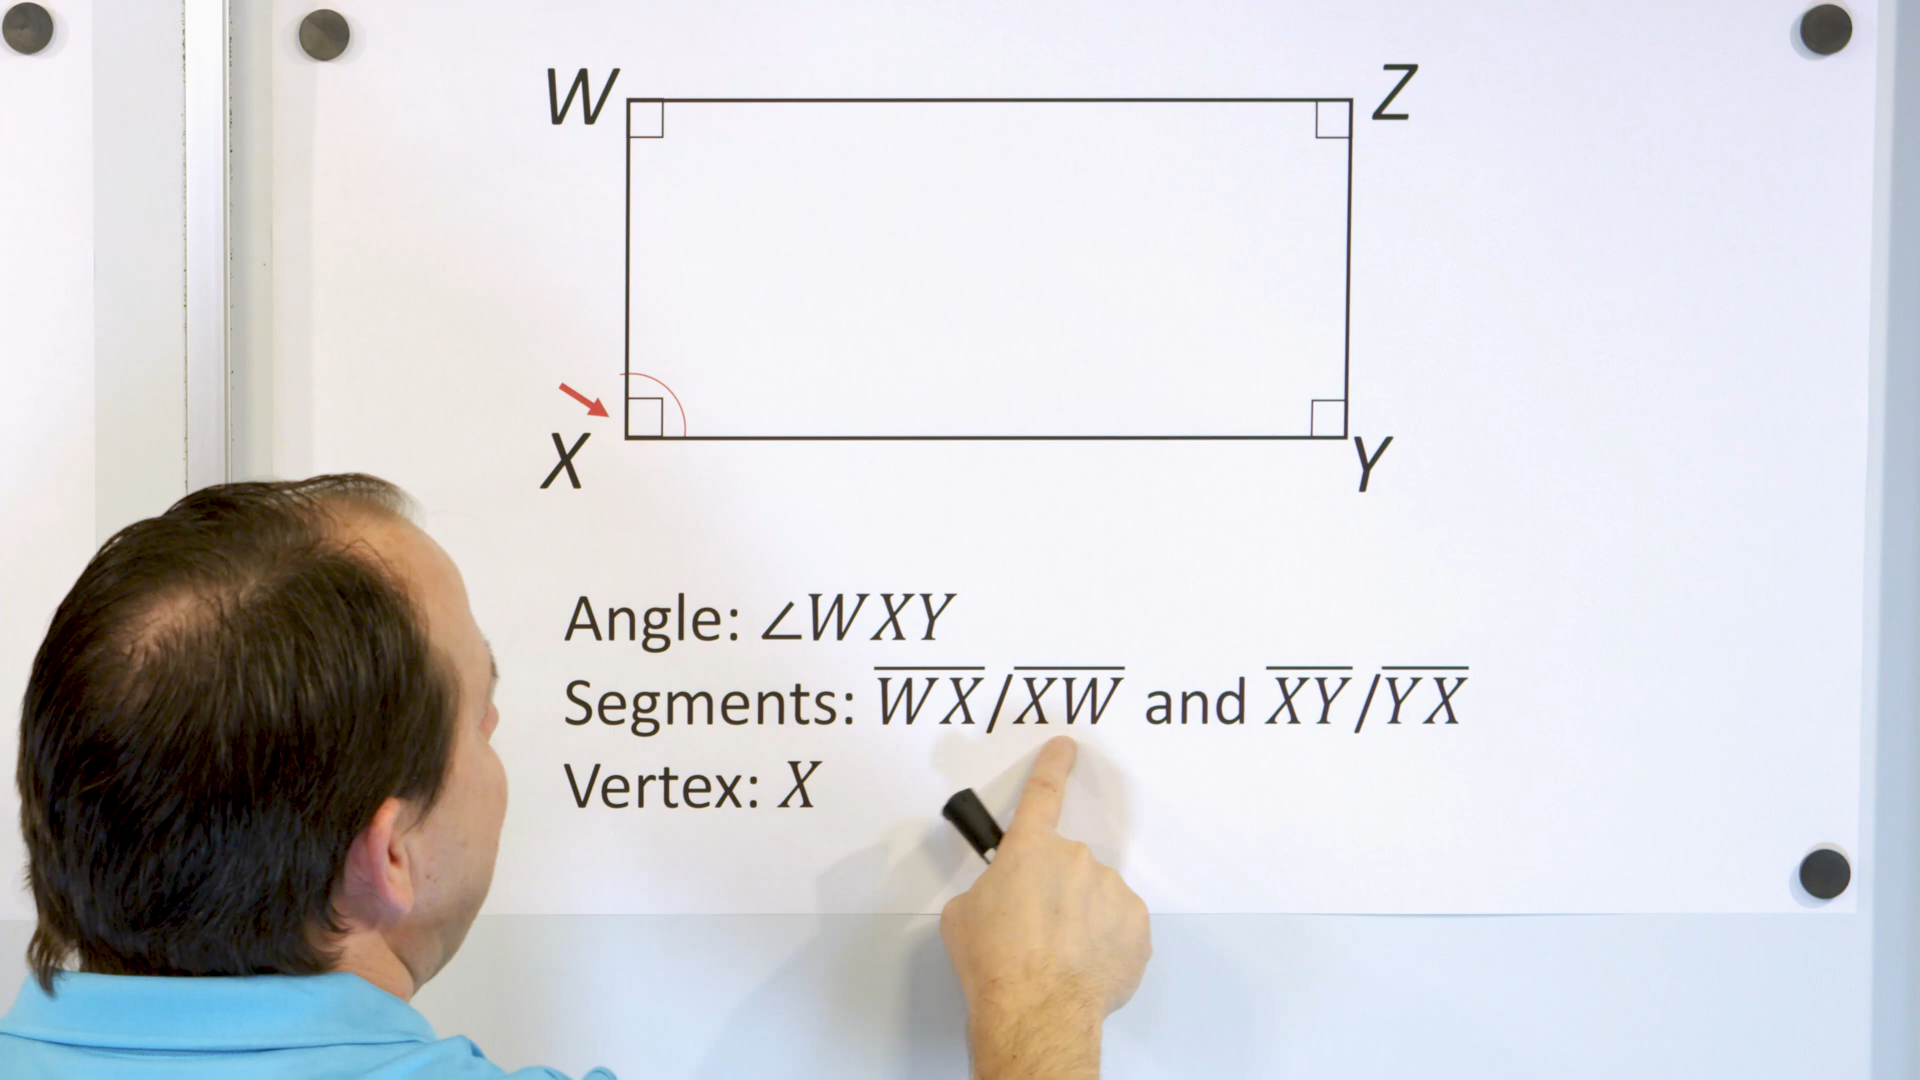 W Z
X Y
Angle: ∠WXY
Segments: W̅X̅/X̅W̅ and X̅Y̅/Y̅X̅
Vertex: X